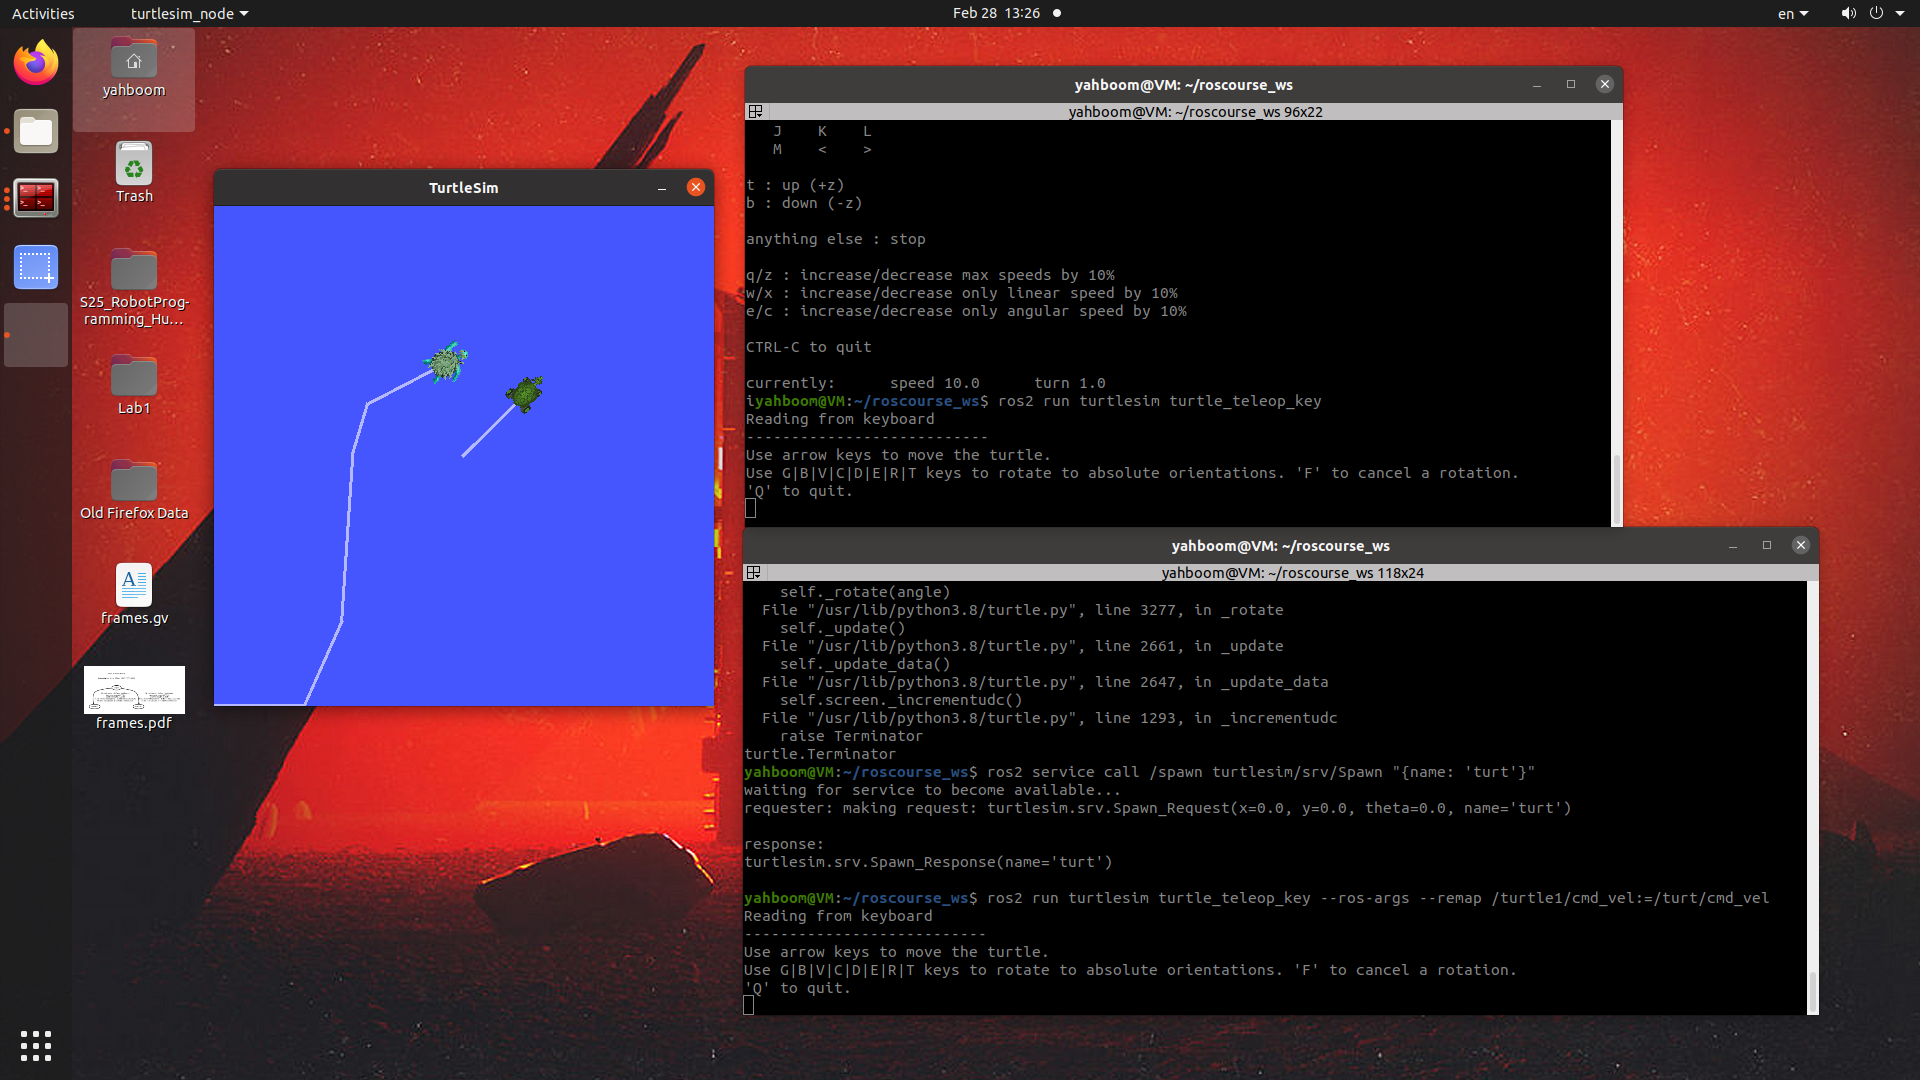 Activities
turtlesim_node
Feb 28 13:26
en
yahboom
Trash
S25_RobotProg-
ramming_Hu...
Lab1
Old Firefox Data
frames.gv
frames.pdf
TurtleSim
yahboom@VM: ~/roscourse_ws
yahboom@VM: ~/roscourse_ws 96x22
J K L
M < >
t : up (+z)
b : down (-z)
anything else : stop
q/z : increase/decrease max speeds by 10%
w/x : increase/decrease only linear speed by 10%
e/c : increase/decrease only angular speed by 10%
CTRL-C to quit
currently: speed 10.0 turn 1.0
iyahboom@VM:~/roscourse_ws$ ros2 run turtlesim turtle_teleop_key
Reading from keyboard
---------------------------
Use arrow keys to move the turtle.
Use G|B|V|C|D|E|R|T keys to rotate to absolute orientations. 'F' to cancel a rotation.
'Q' to quit.
yahboom@VM: ~/roscourse_ws
yahboom@VM: ~/roscourse_ws 118x24
self._rotate(angle)
File "/usr/lib/python3.8/turtle.py", line 3277, in _rotate
self._update()
File "/usr/lib/python3.8/turtle.py", line 2661, in _update
self._update_data()
File "/usr/lib/python3.8/turtle.py", line 2647, in _update_data
self.screen._incrementudc()
File "/usr/lib/python3.8/turtle.py", line 1293, in _incrementudc
raise Terminator
turtle.Terminator
yahboom@VM:~/roscourse_ws$ ros2 service call /spawn turtlesim/srv/Spawn "{name: 'turt'}"
waiting for service to become available...
requester: making request: turtlesim.srv.Spawn_Request(x=0.0, y=0.0, theta=0.0, name='turt')
response:
turtlesim.srv.Spawn_Response(name='turt')
yahboom@VM:~/roscourse_ws$ ros2 run turtlesim turtle_teleop_key --ros-args --remap /turtle1/cmd_vel:=/turt/cmd_vel
Reading from keyboard
---------------------------
Use arrow keys to move the turtle.
Use G|B|V|C|D|E|R|T keys to rotate to absolute orientations. 'F' to cancel a rotation.
'Q' to quit.